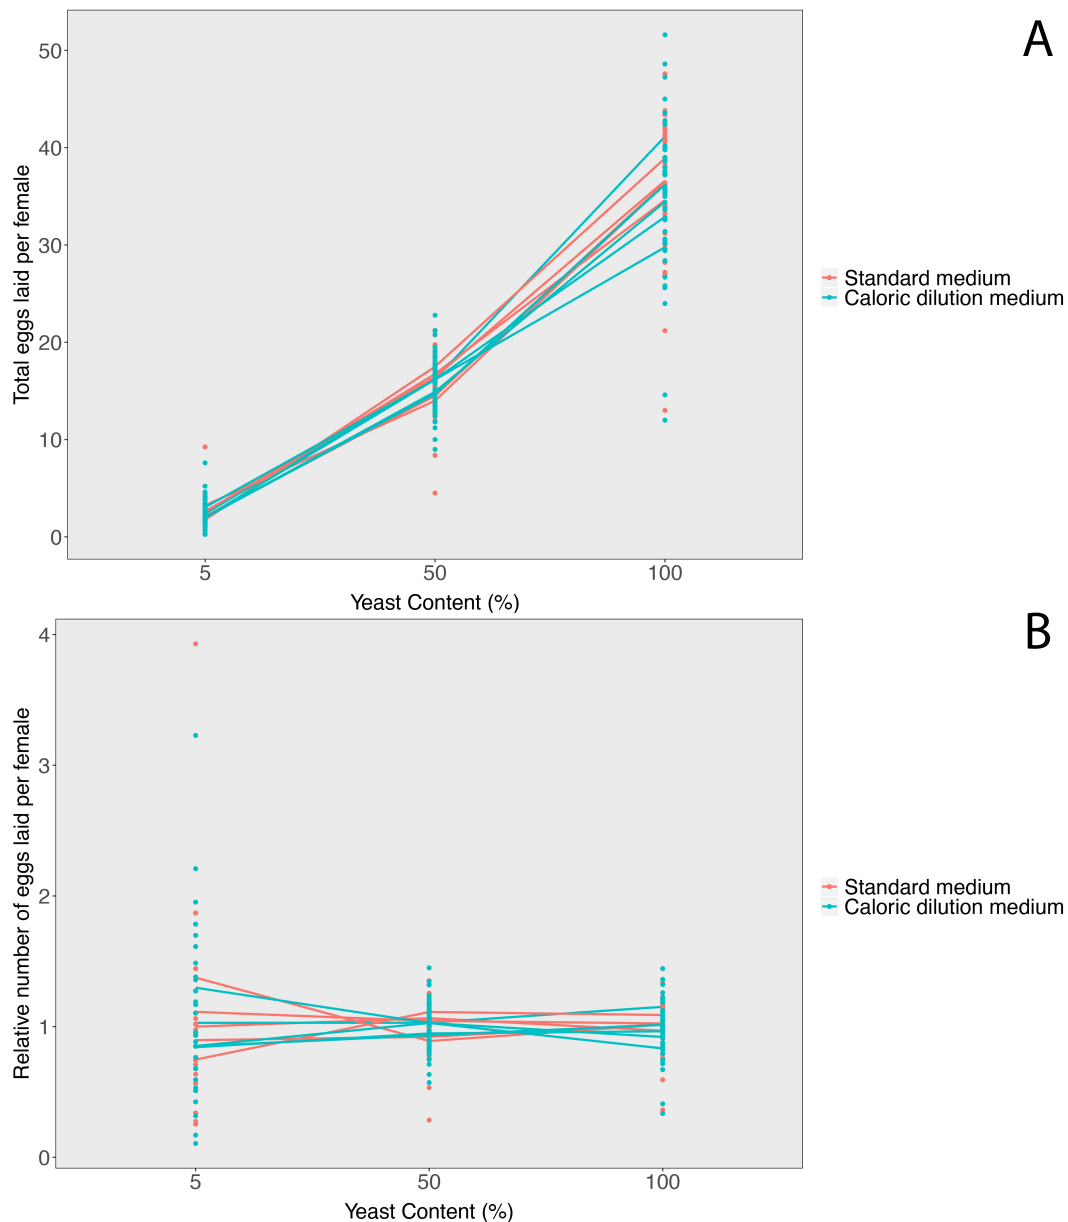 A
50
40
30
20
10
0
Total eggs laid per female
5 50 100
Yeast Content (%)
Standard medium
Caloric dilution medium
B
4
3
2
1
0
Relative number of eggs laid per female
5 50 100
Yeast Content (%)
Standard medium
Caloric dilution medium